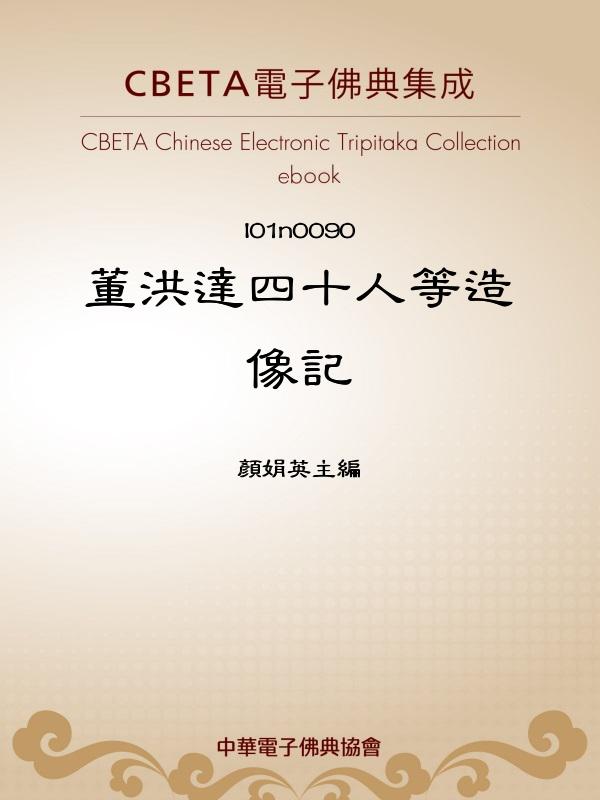 CBETA電子佛典集成
CBETA Chinese Electronic Tripitaka Collection
ebook
I01n0090
董洪達四十人等造
像記
顏娟英主編
中華電子佛典協會